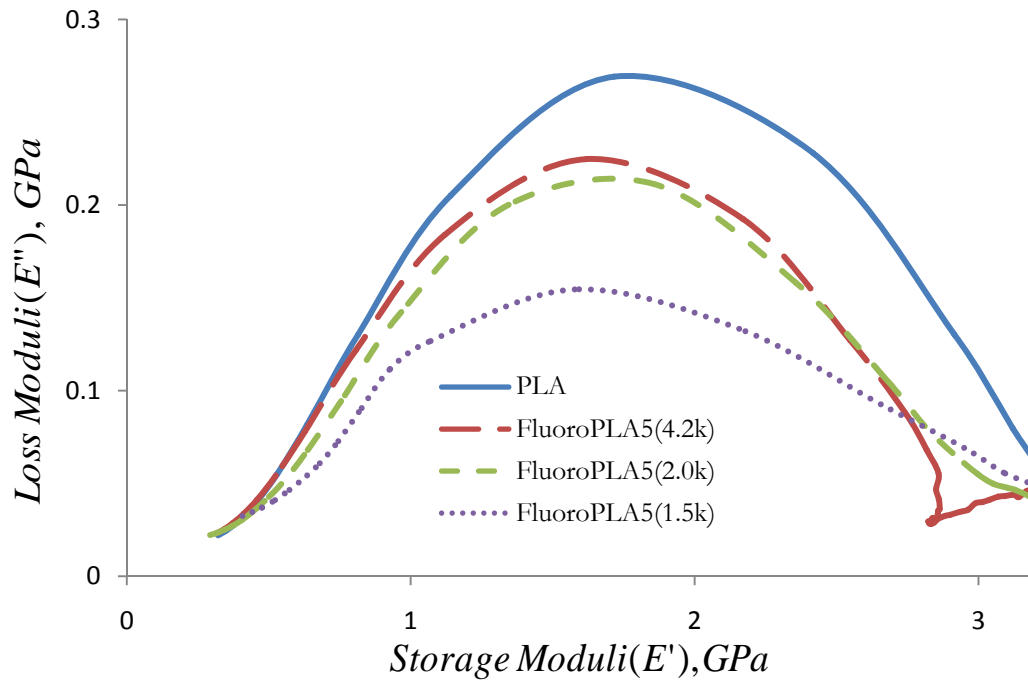 0.3
0.2
0.1
0
Loss Moduli(E"), GPa
PLA
FluoroPLA5(4.2k)
FluoroPLA5(2.0k)
FluoroPLA5(1.5k)
0 1 2 3
Storage Moduli(E'),GPa